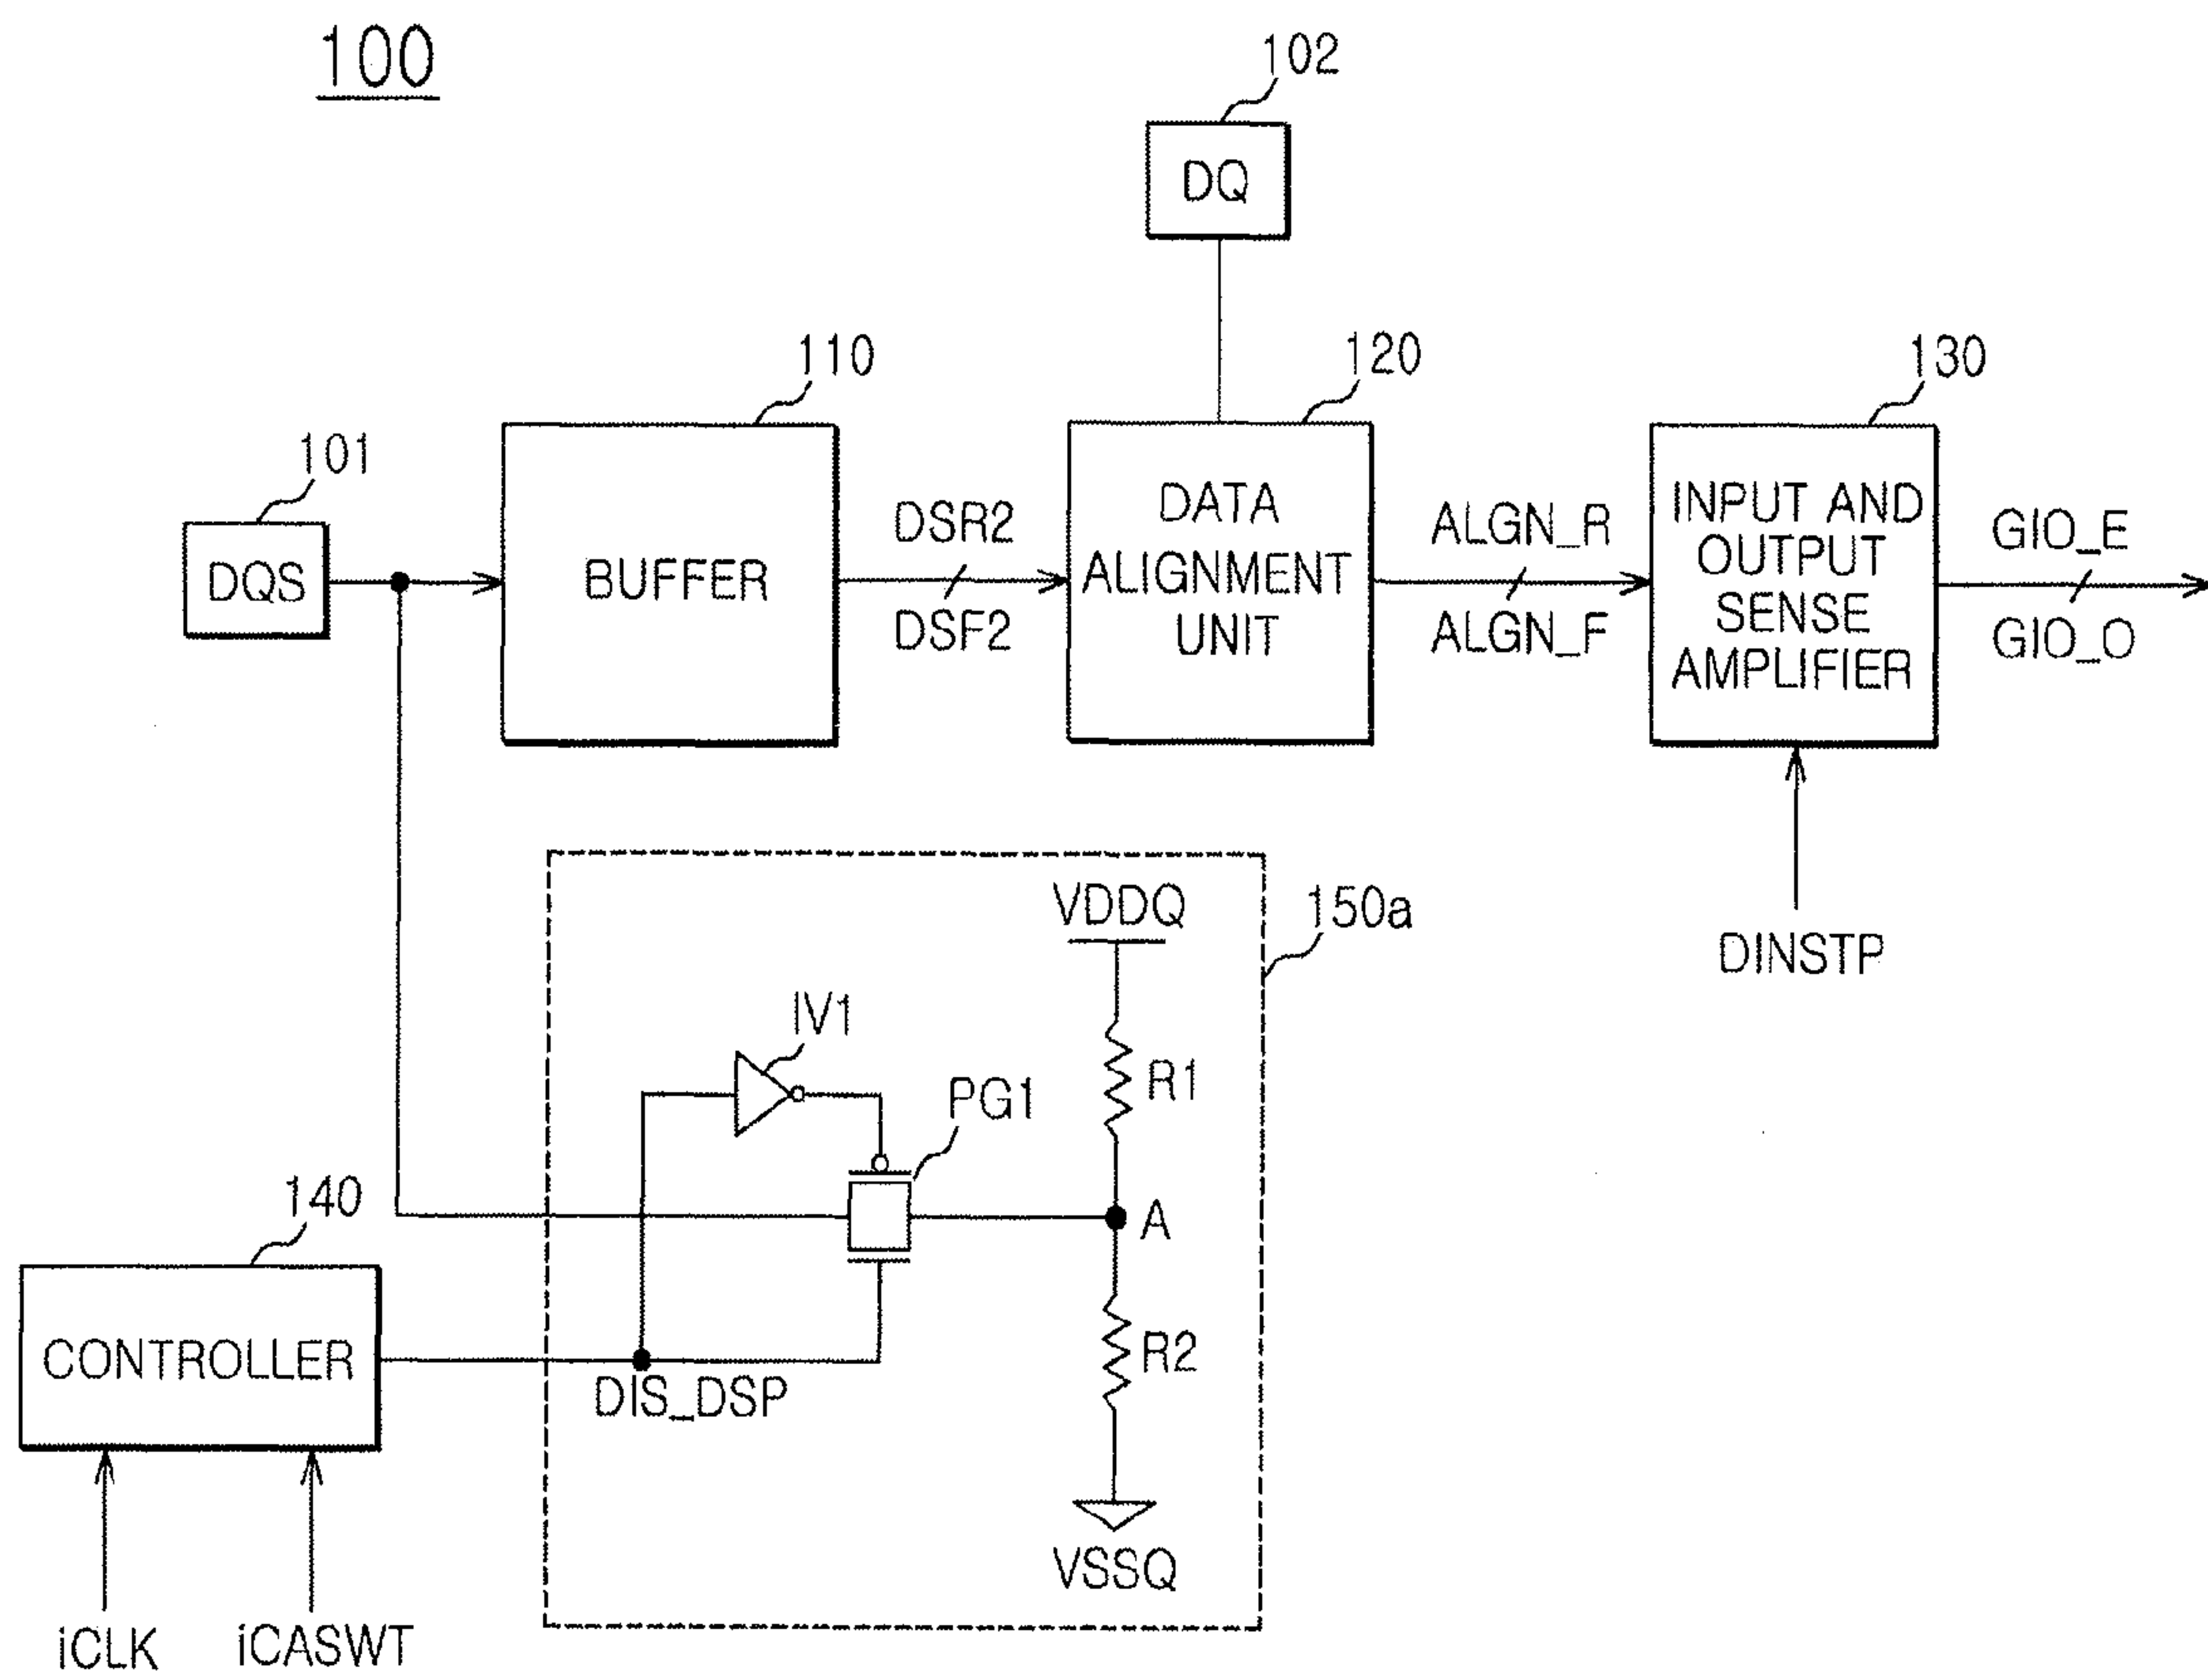 100
102
DQ
110
120
130
101
DQS
BUFFER
DSR2
DSF2
DATA
ALIGNMENT
UNIT
ALGN_R
ALGN_F
INPUT AND
OUTPUT
SENSE
AMPLIFIER
GIO_E
GIO_O
DINSTP
150a
VDDQ
IV1
R1
PG1
A
140
CONTROLLER
DIS_DSP
R2
VSSQ
iCLK
iCASWT